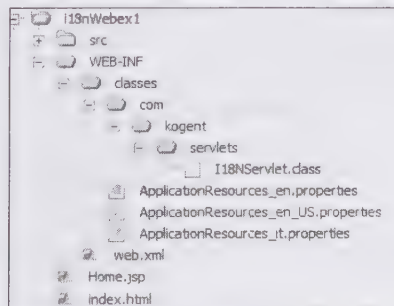 i18nWebex1
src
WEB-INF
classes
com
kogent
servlets
I18NServlet.class
ApplicationResources_en.properties
ApplicationResources_en_US.properties
ApplicationResources_it.properties
web.xml
Home.jsp
index.html